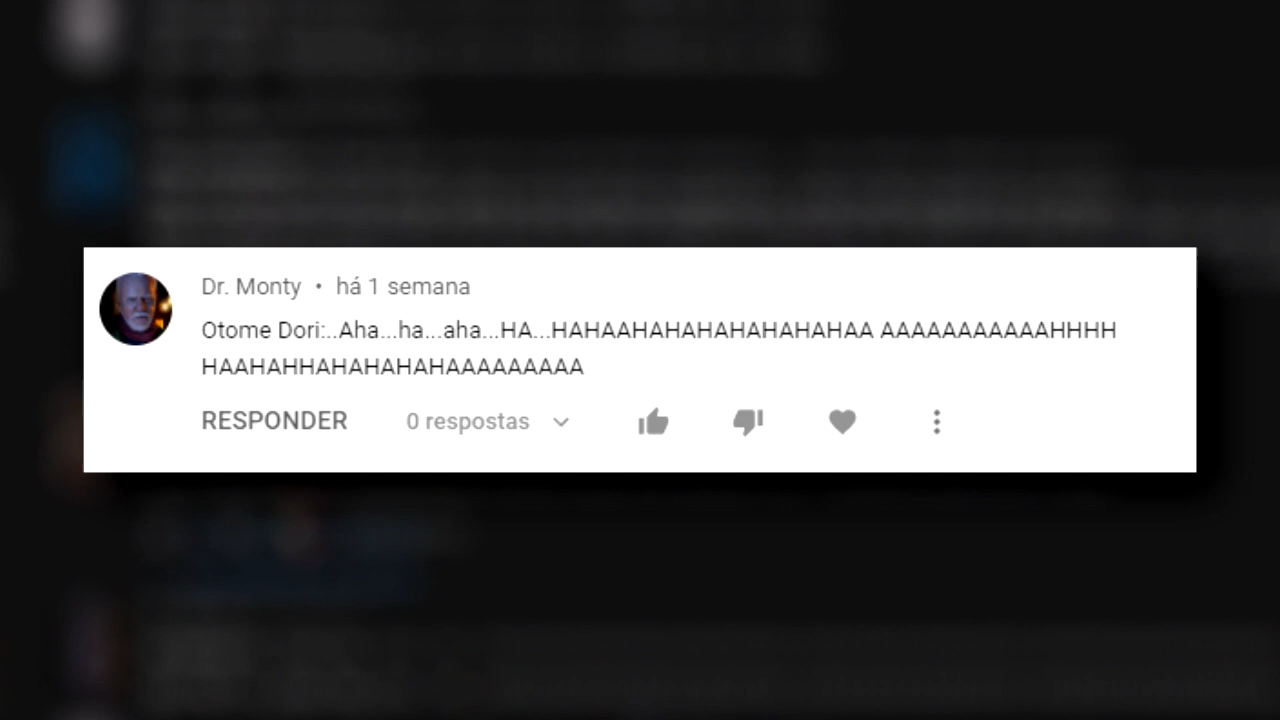 Dr. Monty • há 1 semana
Otome Dori:..Aha...ha...aha...HA...HAHAAHAHAHAHAHAHAHAA AAAAAAAAAAAHHHH
HAAHAHHAHAHAHAHAAAAAAAAA
RESPONDER 0 respostas